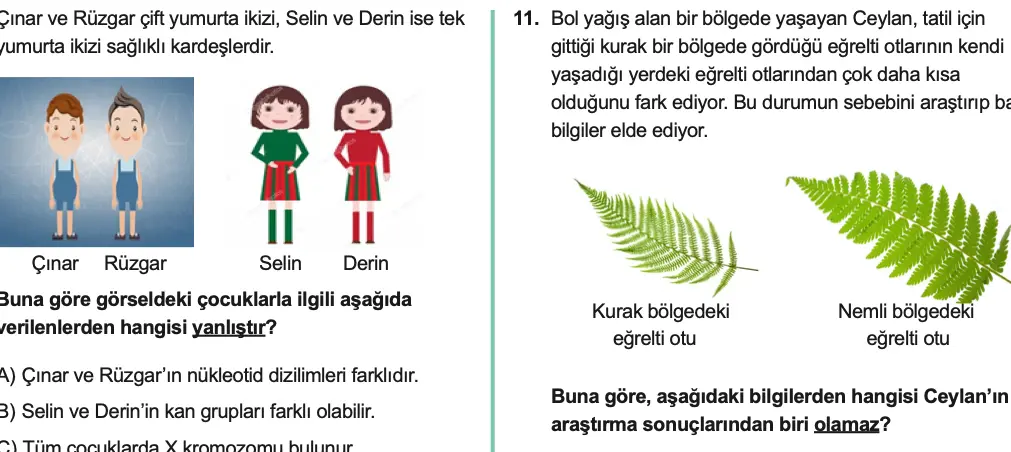 Çınar ve Rüzgar çift yumurta ikizi, Selin ve Derin ise tek
yumurta ikizi sağlıklı kardeşlerdir.
Çınar Rüzgar Selin Derin
Buna göre görseldeki çocuklarla ilgili aşağıda
verilenlerden hangisi yanlıştır?
A) Çınar ve Rüzgar’ın nükleotid dizilimleri farklıdır.
B) Selin ve Derin’in kan grupları farklı olabilir.
C) Tüm çocuklarda X kromozomu bulunur.
11. Bol yağış alan bir bölgede yaşayan Ceylan, tatil için
gittiği kurak bir bölgede gördüğü eğrelti otlarının kendi
yaşadığı yerdeki eğrelti otlarından çok daha kısa
olduğunu fark ediyor. Bu durumun sebebini araştırıp
bilgiler elde ediyor.
Kurak bölgedeki Nemli bölgedeki
eğrelti otu eğrelti otu
Buna göre, aşağıdaki bilgilerden hangisi Ceylan’ın
araştırma sonuçlarından biri olamaz?